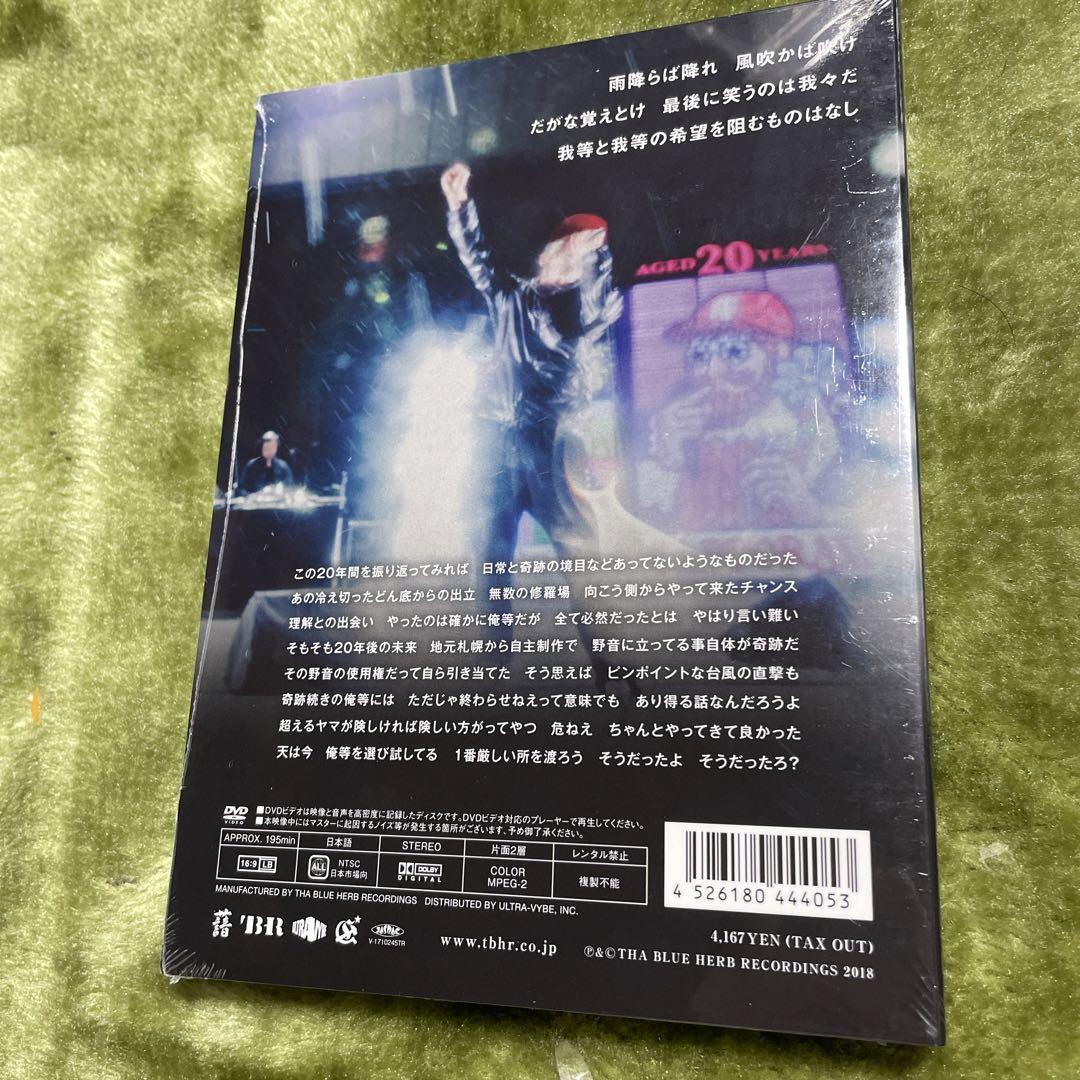 雨降らば降れ　風吹かば吹け
だがな覚えとけ　最後に笑うのは我々だ
我等と我等の希望を阻むものはなし
AGED 20 YEARS
この20年間を振り返ってみれば　日常と奇跡の境目などあってないようなものだった
あの冷え切ったどん底からの出立　無数の修羅場　向こう側からやって来たチャンス
理解との出会い　やったのは確かに俺等だが　全て必然だったとは　やはり言い難い
そもそも20年後の未来　地元札幌から自主制作で　野音に立ってる事自体が奇跡だ
その野音の使用権だって自ら引き当てた　そう思えば　ピンポイントな台風の直撃も
奇跡続きの俺等には　ただじゃ終わらせねえって意味でも　あり得る話なんだろうよ
超えるヤマが険しければ険しい方がってやつ　危ねえ　ちゃんとやってきて良かった
天は今　俺等を選び試してる　1番厳しい所を渡ろう　そうだったよ　そうだったろ?
DVD VIDEO
■DVDビデオは映像と音声を高密度に記録したディスクです。DVDビデオ対応のプレーヤーで再生してください。
■本映像中にはマスターに起因するノイズ等が発生する箇所がございます、予め御了承ください。
APPROX. 195min 日本語 STEREO 片面2層 レンタル禁止
16:9 LB ALL NTSC 日本市場向 DOLBY DIGITAL COLOR MPEG-2 複製不能
MANUFACTURED BY THA BLUE HERB RECORDINGS DISTRIBUTED BY ULTRA-VYBE, INC.
4 526180 444053
TBHR ULTRA-VYBE JASRAC
V-1710245TR
www.tbhr.co.jp
4,167 YEN (TAX OUT)
Ⓟ&©THA BLUE HERB RECORDINGS 2018